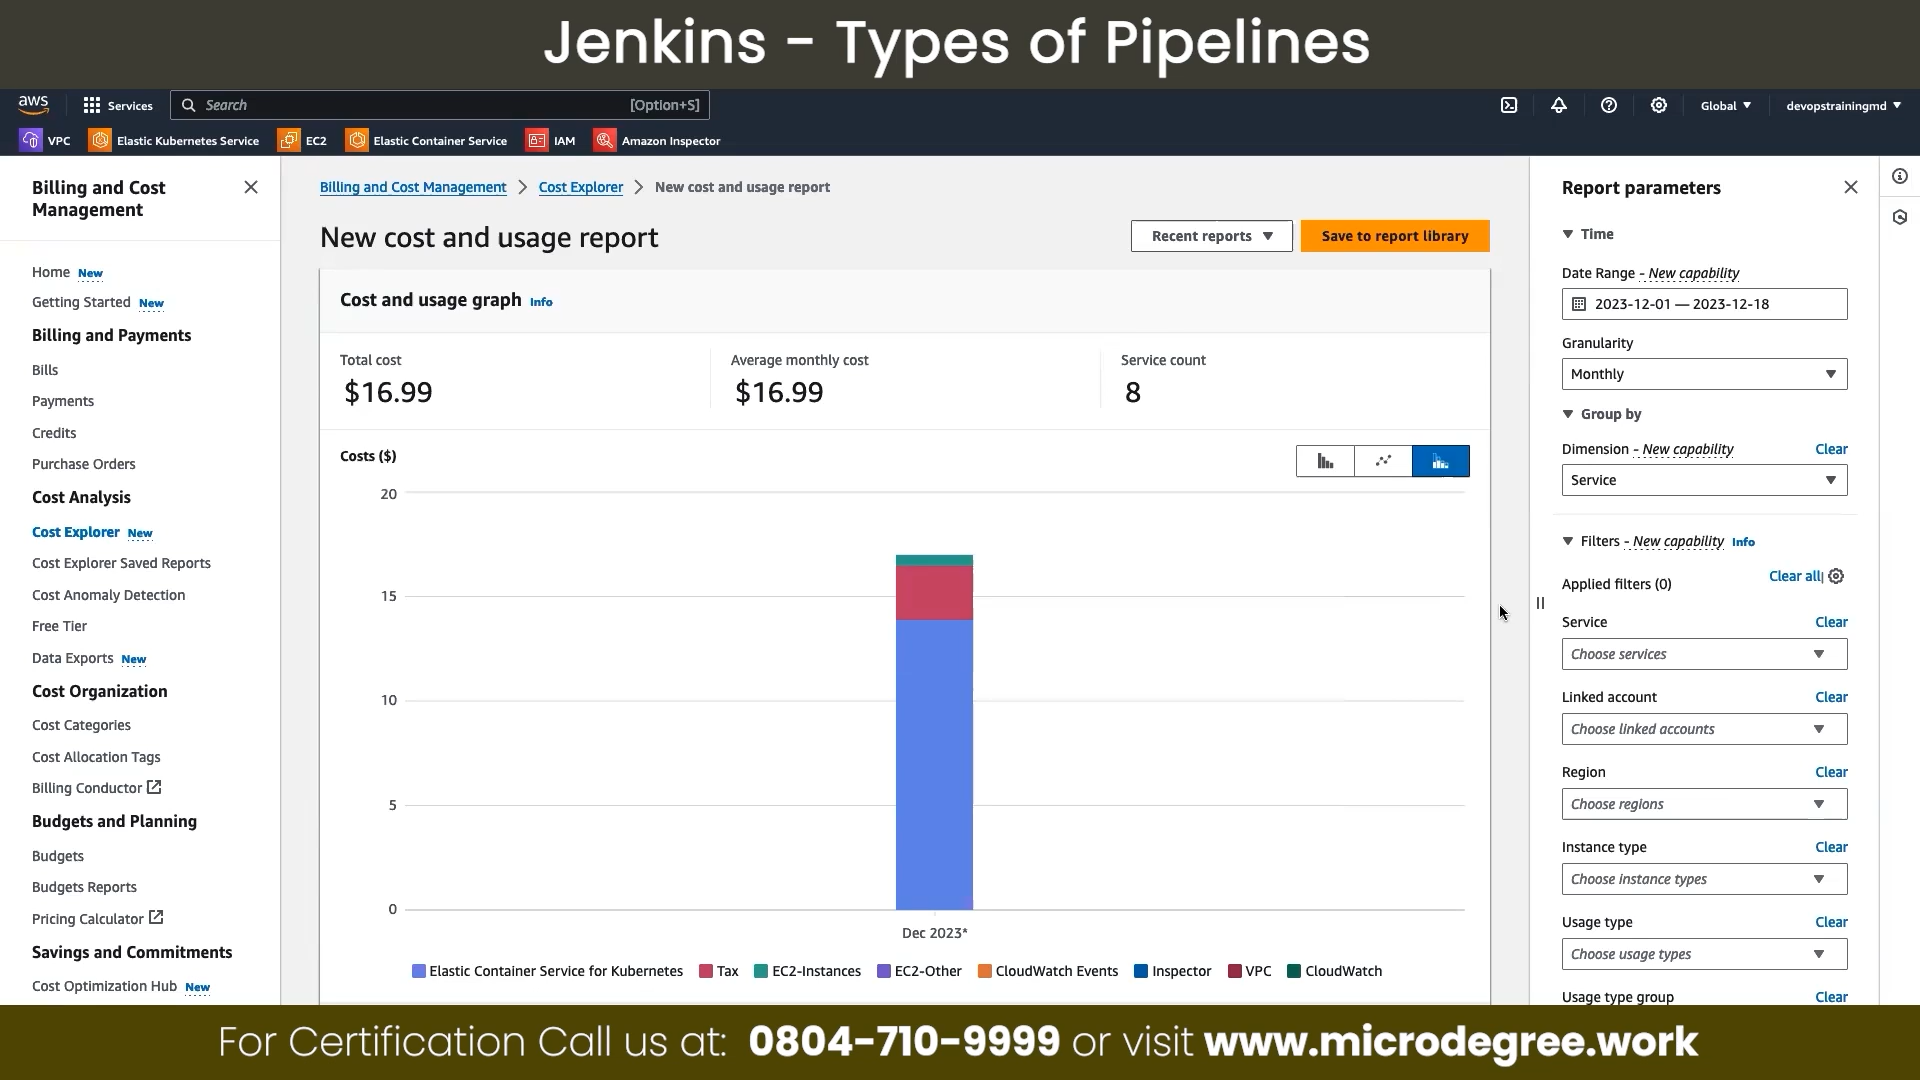 Jenkins - Types of Pipelines
aws
Services
Search
[Option+S]
Global
devopstrainingmd
VPC
Elastic Kubernetes Service
EC2
Elastic Container Service
IAM
Amazon Inspector
Billing and Cost
Management
Home New
Getting Started New
Billing and Payments
Bills
Payments
Credits
Purchase Orders
Cost Analysis
Cost Explorer New
Cost Explorer Saved Reports
Cost Anomaly Detection
Free Tier
Data Exports New
Cost Organization
Cost Categories
Cost Allocation Tags
Billing Conductor
Budgets and Planning
Budgets
Budgets Reports
Pricing Calculator
Savings and Commitments
Cost Optimization Hub New
Billing and Cost Management > Cost Explorer > New cost and usage report
New cost and usage report
Recent reports
Save to report library
Cost and usage graph Info
Total cost
$16.99
Average monthly cost
$16.99
Service count
8
Costs ($)
20
15
10
5
0
Dec 2023*
Elastic Container Service for Kubernetes
Tax
EC2-Instances
EC2-Other
CloudWatch Events
Inspector
VPC
CloudWatch
Report parameters
Time
Date Range - New capability
2023-12-01 — 2023-12-18
Granularity
Monthly
Group by
Dimension - New capability Clear
Service
Filters - New capability Info
Applied filters (0) Clear all
Service Clear
Choose services
Linked account Clear
Choose linked accounts
Region Clear
Choose regions
Instance type Clear
Choose instance types
Usage type Clear
Choose usage types
Usage type group Clear
For Certification Call us at: 0804-710-9999 or visit www.microdegree.work